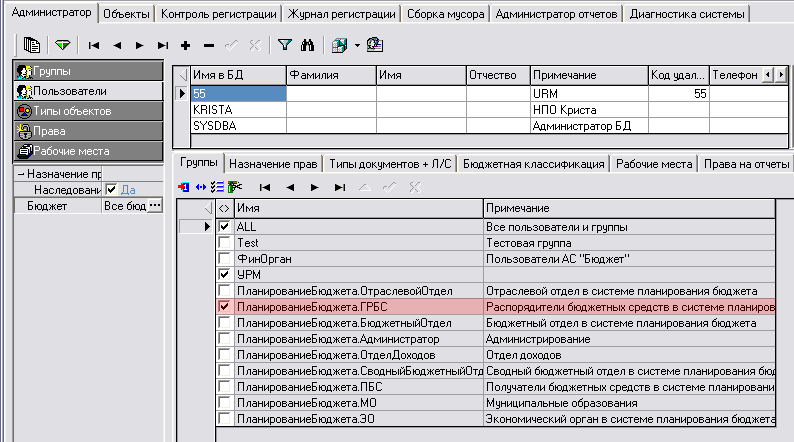 Администратор Объекты Контроль регистрации Журнал регистрации Сборка мусора Администратор отчетов Диагностика системы
Группы
Пользователи
Типы объектов
Права
Рабочие места
Назначение пр
Наследовани Да
Бюджет Все бюд ...
Имя в БД Фамилия Имя Отчество Примечание Код удал... Телефон
55 URM 55
KRISTA НПО Криста
SYSDBA Администратор БД
Группы Назначение прав Типы документов + Л/С Бюджетная классификация Рабочие места Права на отчеты
<> Имя Примечание
ALL Все пользователи и группы
Test Тестовая группа
ФинОрган Пользователи АС "Бюджет"
УРМ
ПланированиеБюджета.ОтраслевойОтдел Отраслевой отдел в системе планирования бюджета
ПланированиеБюджета.ГРБС Распорядители бюджетных средств в системе планиров
ПланированиеБюджета.БюджетныйОтдел Бюджетный отдел в системе планирования бюджета
ПланированиеБюджета.Администратор Администрирование
ПланированиеБюджета.ОтделДоходов Отдел доходов
ПланированиеБюджета.СводныйБюджетныйОтд Сводный бюджетный отдел в системе планирования бюд
ПланированиеБюджета.ПБС Получатели бюджетных средств в системе планировани
ПланированиеБюджета.МО Муниципальные образования
ПланированиеБюджета.ЭО Экономический орган в системе планирования бюджета